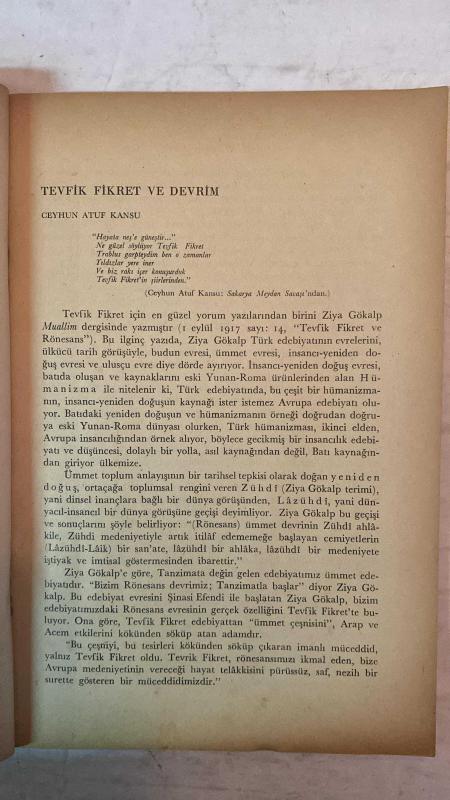 TEVFİK FİKRET VE DEVRİM
CEYHUN ATUF KANSU
"Hayata neş'e güneştir..."
Ne güzel söylüyor Tevfik Fikret
Trablus garpteydim ben o zamanlar
Yıldızlar yere iner
Ve biz rakı içer konuşurduk
Tevfik Fikret'in şiirlerinden."
(Ceyhun Atuf Kansu: Sakarya Meydan Savaşı'ndan.)
Tevfik Fikret için en güzel yorum yazılarından birini Ziya Gökalp
Muallim dergisinde yazmıştır (1 eylül 1917 sayı: 14, "Tevfik Fikret ve
Rönesans"). Bu ilginç yazıda, Ziya Gökalp Türk edebiyatının evrelerini,
ülkücü tarih görüşüyle, budun evresi, ümmet evresi, insancı-yeniden do-
ğuş evresi ve ulusçu evre diye dörde ayırıyor. İnsancı-yeniden doğuş evresi,
batıda oluşan ve kaynaklarını eski Yunan-Roma ürünlerinden alan Hü-
manizma ile nitelenir ki, Türk edebiyatında, bu çeşit bir hümanizma-
nın, insancı-yeniden doğuşun kaynağı ister istemez Avrupa edebiyatı olu-
yor. Batıdaki yeniden doğuşun ve hümanizmanın örneği doğrudan doğru-
ya eski Yunan-Roma dünyası olurken, Türk hümanizması, ikinci elden,
Avrupa insancılığından örnek alıyor, böylece gecikmiş bir insancılık edebi-
yatı ve düşüncesi, dolaylı bir yolla, asıl kaynağından değil, Batı kaynağın-
dan giriyor ülkemize.
Ümmet toplum anlayışının bir tarihsel tepkisi olarak doğan yeniden
doğuş, ortaçağa toplumsal rengini veren Zühdî (Ziya Gökalp terimi),
yani dinsel inançlara bağlı bir dünya görüşünden, Lâzühdî, yani dün-
yacıl-insancıl bir dünya görüşüne geçişi deyimliyor. Ziya Gökalp bu geçişi
ve sonuçlarını şöyle belirliyor: "(Rönesans) ümmet devrinin Zühdî ahlâ-
kile, Zühdi medeniyetiyle artık itilâf edememeğe başlayan cemiyetlerin
(Lâzühdi-Lâik) bir san'ate, lâzühdî bir ahlâka, lâzühdî bir medeniyete
iştiyak ve imtisal göstermesinden ibarettir."
Ziya Gökalp'e göre, Tanzimata değin gelen edebiyatımız ümmet ede-
biyatıdır. "Bizim Rönesans devrimiz; Tanzimatla başlar" diyor Ziya Gö-
kalp. Bu edebiyat evresini Şinasi Efendi ile başlatan Ziya Gökalp, bizim
edebiyatımızdaki Rönesans evresinin gerçek özelliğini Tevfik Fikret'te bu-
luyor. Ona göre, Tevfik Fikret edebiyattan "ümmet çeşnisini", Arap ve
Acem etkilerini kökünden söküp atan adamdır.
"Bu çeşniyi, bu tesirleri kökünden söküp çıkaran imanlı müceddid,
yalnız Tevfik Fikret oldu. Tevrik Fikret, rönesansımızı ikmal eden, bize
Avrupa medeniyetinin vereceği hayat telâkkisini pürüssüz, saf, nezih bir
surette gösteren bir müceddidimizdir."